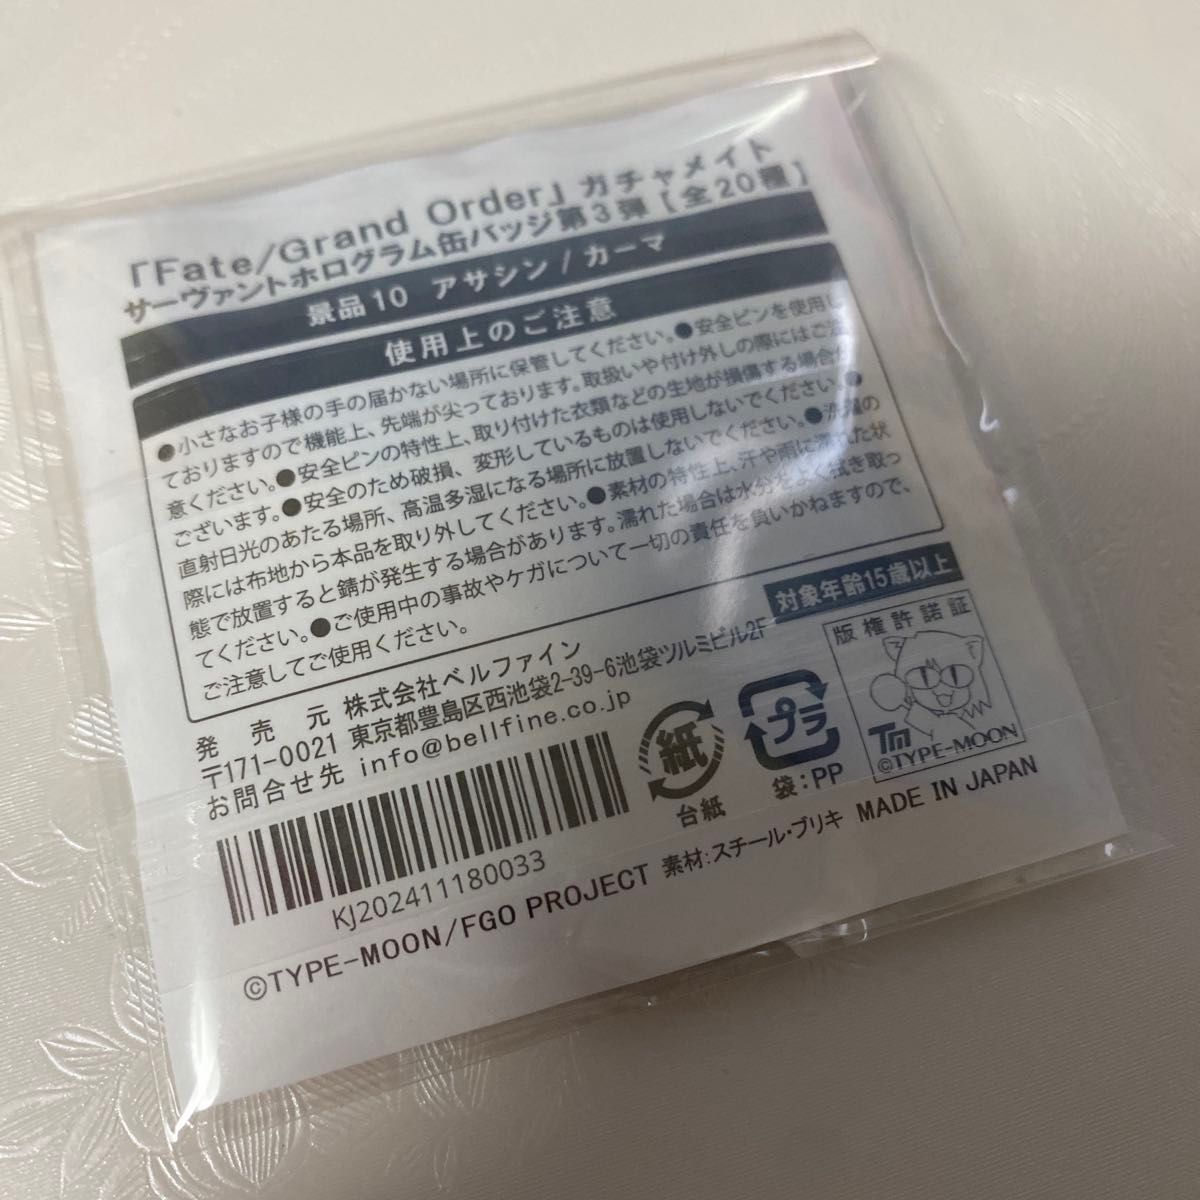 「Fate/Grand Order」ガチャメイト
サーヴァントホログラム缶バッジ第3弾【全20種】
景品10 アサシン/カーマ
使用上のご注意
●小さなお子様の手の届かない場所に保管してください。●安全ピンを使用し
ておりますので機能上、先端が尖っております。取扱いや付け外しの際にはご注
意ください。●安全ピンの特性上、取り付けた衣類などの生地が損傷する場合が
ございます。●安全のため破損、変形しているものは使用しないでください。●
直射日光のあたる場所、高温多湿になる場所に放置しないでください。●洗濯の
際には布地から本品を取り外してください。●素材の特性上、汗や雨に濡れた状
態で放置すると錆が発生する場合があります。濡れた場合は水分をよく拭き取っ
てください。●ご使用中の事故やケガについて一切の責任を負いかねますので、
ご注意してご使用ください。
対象年齢15歳以上
発売元 株式会社ベルファイン
〒171-0021 東京都豊島区西池袋2-39-6池袋ツルミビル2F
お問合せ先 info@bellfine.co.jp
KJ202411180033
紙
台紙
プラ
袋:PP
版権許諾証
TM
©TYPE-MOON
©TYPE-MOON/FGO PROJECT 素材:スチール・ブリキ MADE IN JAPAN